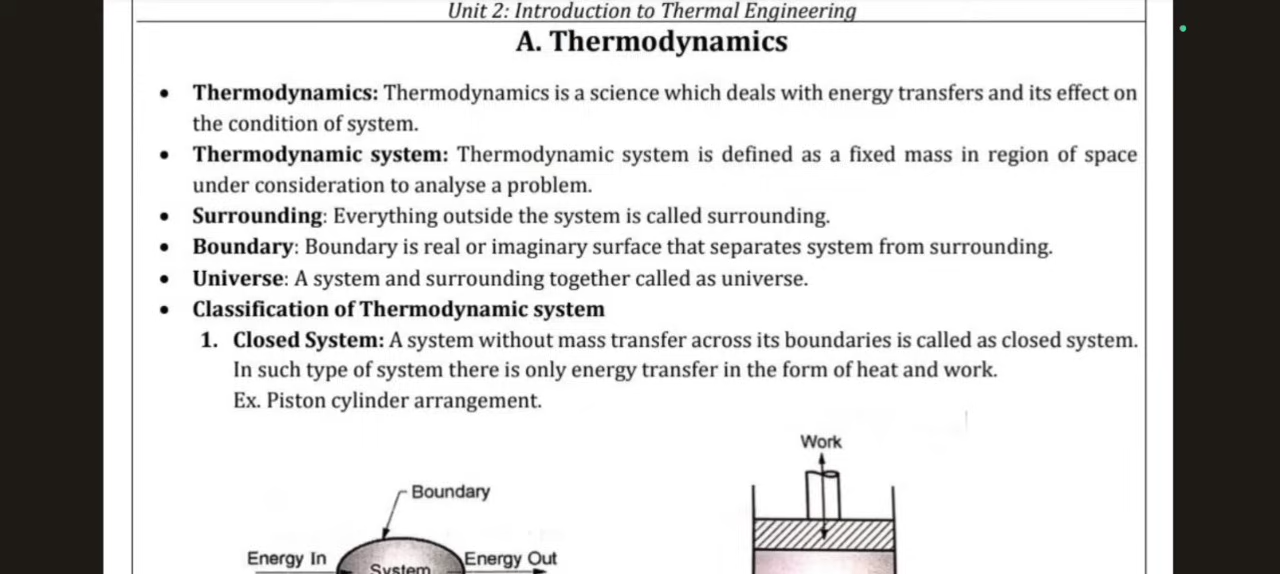 Unit 2: Introduction to Thermal Engineering
A. Thermodynamics
• Thermodynamics: Thermodynamics is a science which deals with energy transfers and its effect on
the condition of system.
• Thermodynamic system: Thermodynamic system is defined as a fixed mass in region of space
under consideration to analyse a problem.
• Surrounding: Everything outside the system is called surrounding.
• Boundary: Boundary is real or imaginary surface that separates system from surrounding.
• Universe: A system and surrounding together called as universe.
• Classification of Thermodynamic system
1. Closed System: A system without mass transfer across its boundaries is called as closed system.
In such type of system there is only energy transfer in the form of heat and work.
Ex. Piston cylinder arrangement.
Work
Boundary
Energy In
Energy Out
System